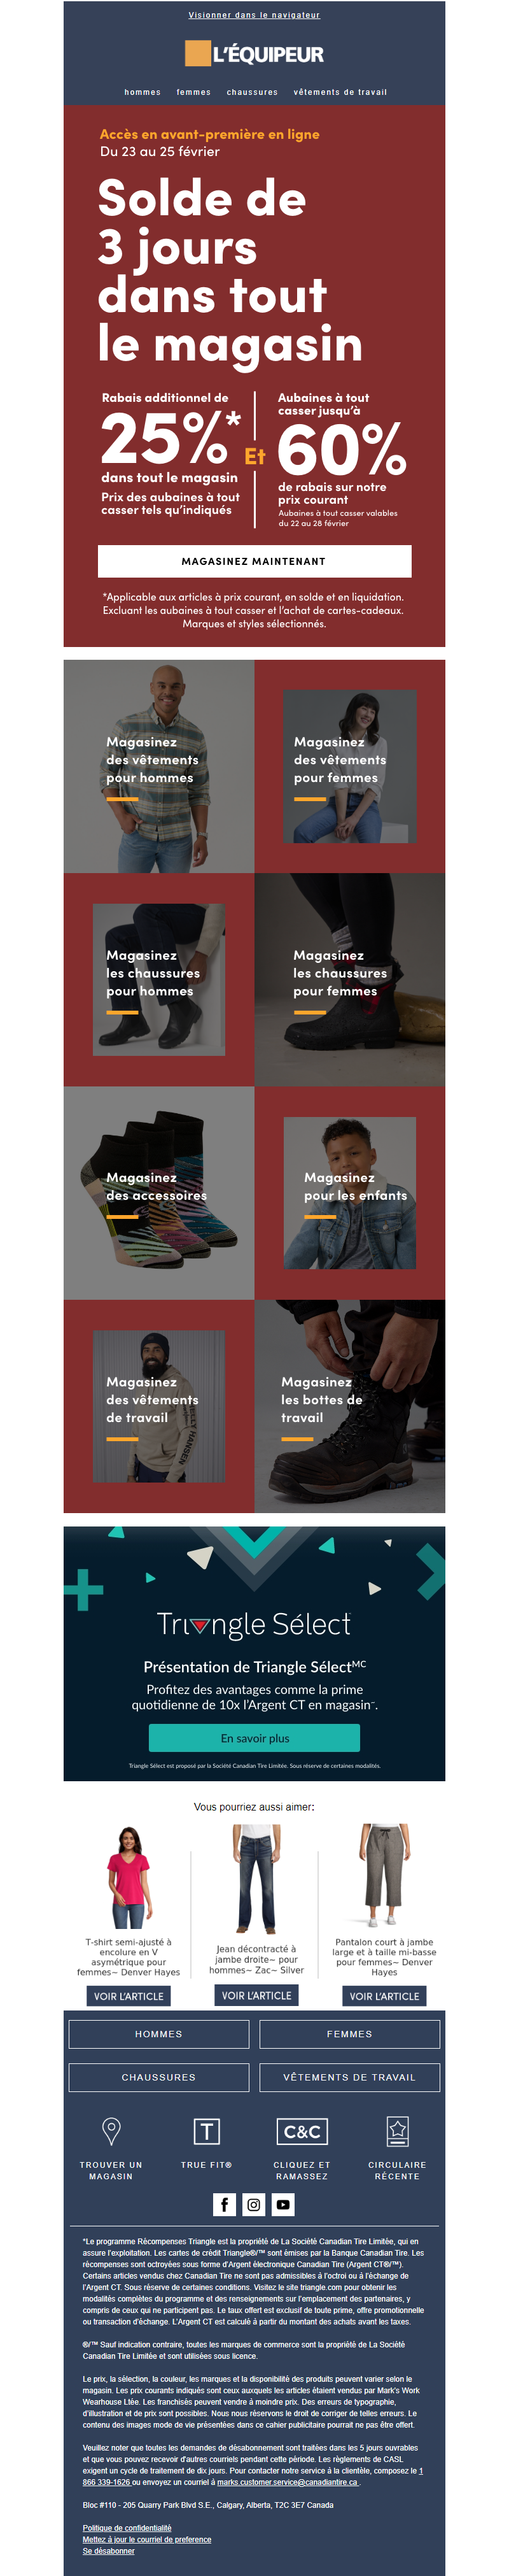 Visionner dans le navigateur
L'ÉQUIPEUR
hommes femmes chaussures vêtements de travail
Accès en avant-première en ligne
Du 23 au 25 février
Solde de
3 jours
dans tout
le magasin
Rabais additionnel de
25%*
dans tout le magasin
Prix des aubaines à tout
casser tels qu'indiqués
Et
Aubaines à tout
casser jusqu'à
60%
de rabais sur notre
prix courant
Aubaines à tout casser valables
du 22 au 28 février
MAGASINEZ MAINTENANT
*Applicable aux articles à prix courant, en solde et en liquidation.
Excluant les aubaines à tout casser et l'achat de cartes-cadeaux.
Marques et styles sélectionnés.
Magasinez
des vêtements
pour hommes
Magasinez
des vêtements
pour femmes
Magasinez
les chaussures
pour hommes
Magasinez
les chaussures
pour femmes
Magasinez
des accessoires
Magasinez
pour les enfants
Magasinez
des vêtements
de travail
HELLY HANSEN
Magasinez
les bottes de
travail
Triangle Sélect
Présentation de Triangle SélectMC
Profitez des avantages comme la prime
quotidienne de 10x l'Argent CT en magasin~.
En savoir plus
Triangle Sélect est proposé par la Société Canadian Tire Limitée. Sous réserve de certaines modalités.
Vous pourriez aussi aimer:
T-shirt semi-ajusté à
encolure en V
asymétrique pour
femmes~ Denver Hayes
VOIR L'ARTICLE
Jean décontracté à
jambe droite~ pour
hommes~ Zac~ Silver
VOIR L'ARTICLE
Pantalon court à jambe
large et à taille mi-basse
pour femmes~ Denver
Hayes
VOIR L'ARTICLE
HOMMES
FEMMES
CHAUSSURES
VÊTEMENTS DE TRAVAIL
TROUVER UN
MAGASIN
T
TRUE FIT®
C&C
CLIQUEZ ET
RAMASSEZ
CIRCULAIRE
RÉCENTE
*Le programme Récompenses Triangle est la propriété de La Société Canadian Tire Limitée, qui en
assure l'exploitation. Les cartes de crédit Triangle®/™ sont émises par la Banque Canadian Tire. Les
récompenses sont octroyées sous forme d'Argent électronique Canadian Tire (Argent CT®/™).
Certains articles vendus chez Canadian Tire ne sont pas admissibles à l'octroi ou à l'échange de
l'Argent CT. Sous réserve de certaines conditions. Visitez le site triangle.com pour obtenir les
modalités complètes du programme et des renseignements sur l'emplacement des partenaires, y
compris de ceux qui ne participent pas. Le taux offert est exclusif de toute prime, offre promotionnelle
ou transaction d'échange. L'Argent CT est calculé à partir du montant des achats avant les taxes.
®/™ Sauf indication contraire, toutes les marques de commerce sont la propriété de La Société
Canadian Tire Limitée et sont utilisées sous licence.
Le prix, la sélection, la couleur, les marques et la disponibilité des produits peuvent varier selon le
magasin. Les prix courants indiqués sont ceux auxquels les articles étaient vendus par Mark's Work
Wearhouse Ltée. Les franchisés peuvent vendre à moindre prix. Des erreurs de typographie,
d'illustration et de prix sont possibles. Nous nous réservons le droit de corriger de telles erreurs. Le
contenu des images mode de vie présentées dans ce cahier publicitaire pourrait ne pas être offert.
Veuillez noter que toutes les demandes de désabonnement sont traitées dans les 5 jours ouvrables
et que vous pouvez recevoir d'autres courriels pendant cette période. Les règlements de CASL
exigent un cycle de traitement de dix jours. Pour contacter notre service à la clientèle, composez le 1
866 339-1626 ou envoyez un courriel à marks.customer.service@canadiantire.ca .
Bloc #110 - 205 Quarry Park Blvd S.E., Calgary, Alberta, T2C 3E7 Canada
Politique de confidentialité
Mettez à jour le courriel de preference
Se désabonner